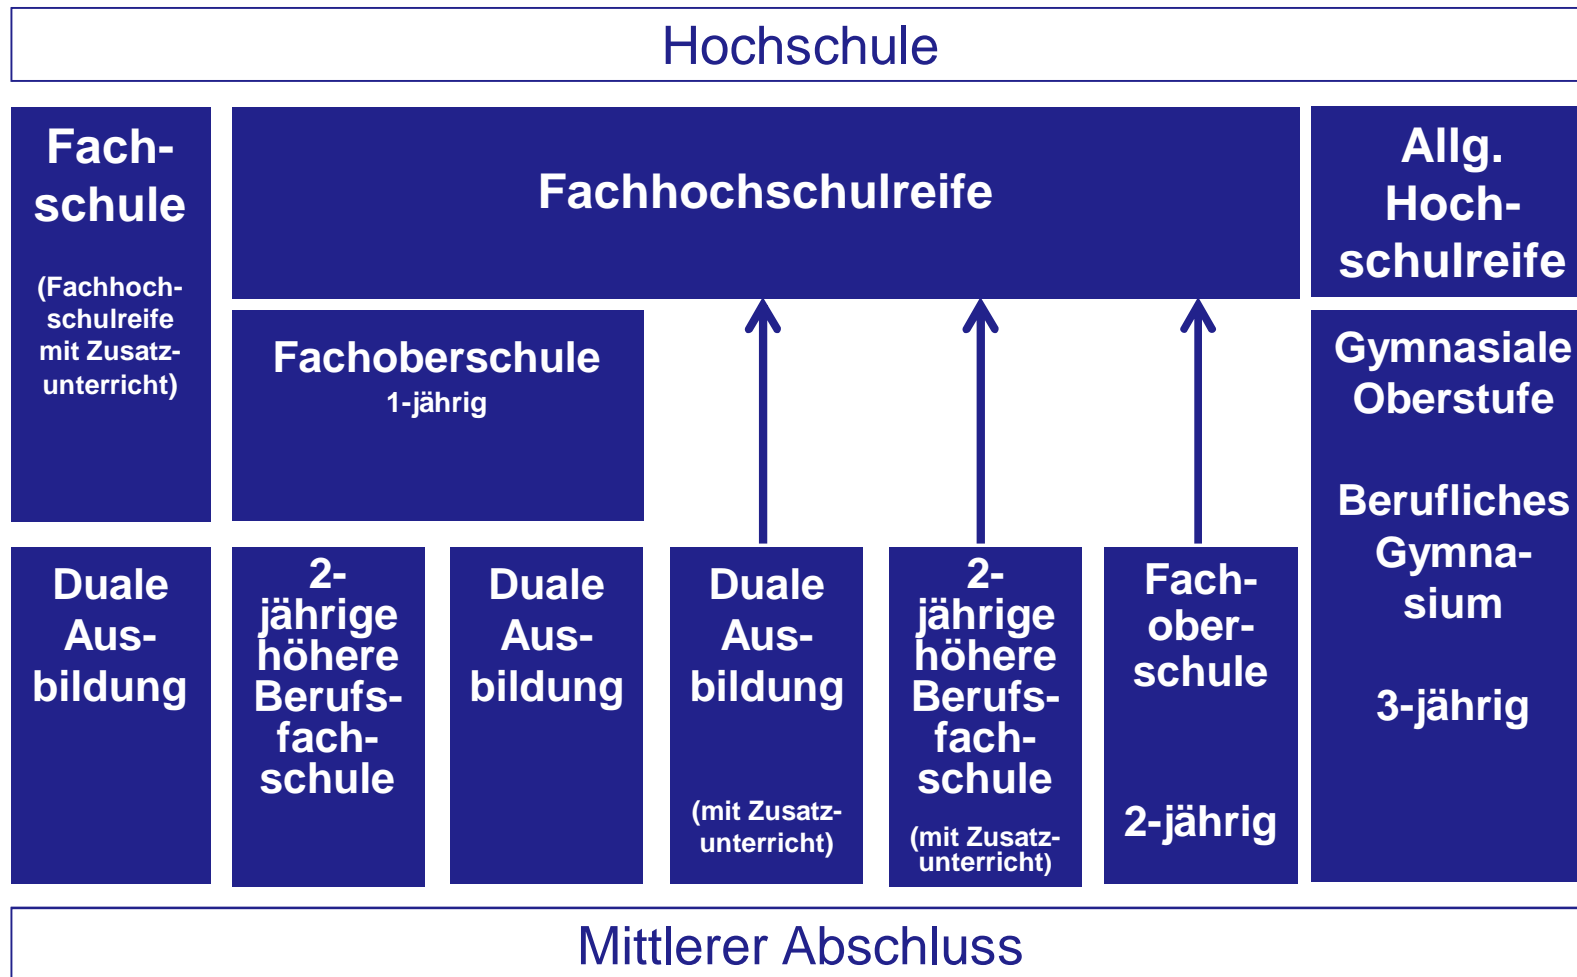 Hochschule
Fach-
schule
(Fachhoch-
schulreife
mit Zusatz-
unterricht)
Fachhochschulreife
Allg.
Hoch-
schulreife
Fachoberschule
1-jährig
Gymnasiale
Oberstufe
Berufliches
Gymna-
sium
3-jährig
Duale
Aus-
bildung
2-
jährige
höhere
Berufs-
fach-
schule
Duale
Aus-
bildung
Duale
Aus-
bildung
(mit Zusatz-
unterricht)
2-
jährige
höhere
Berufs-
fach-
schule
(mit Zusatz-
unterricht)
Fach-
ober-
schule
2-jährig
Mittlerer Abschluss